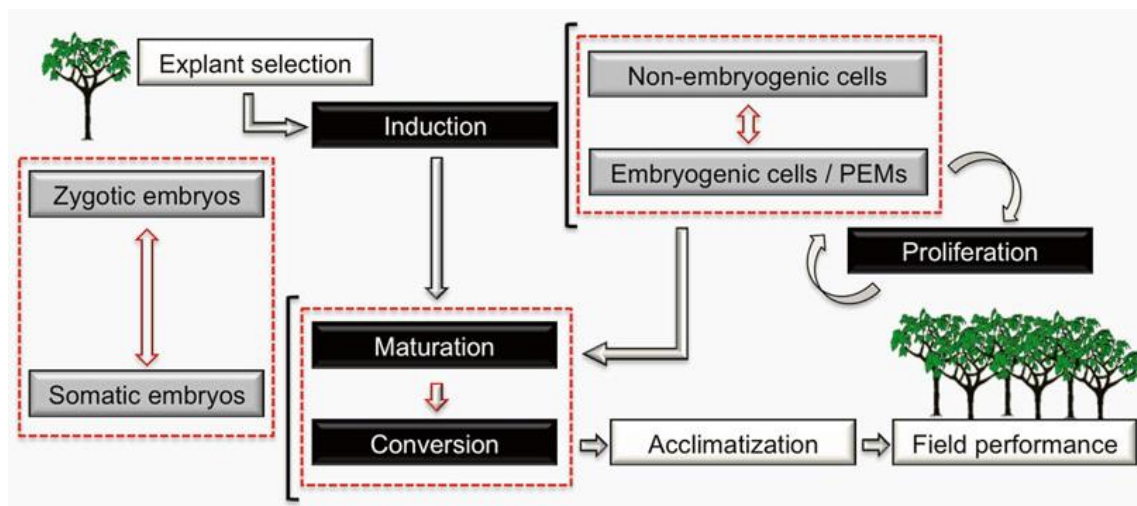 Explant selection
Induction
Non-embryogenic cells
Embryogenic cells / PEMs
Zygotic embryos
Somatic embryos
Proliferation
Maturation
Conversion
Acclimatization
Field performance